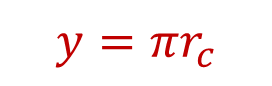 y = πr_c